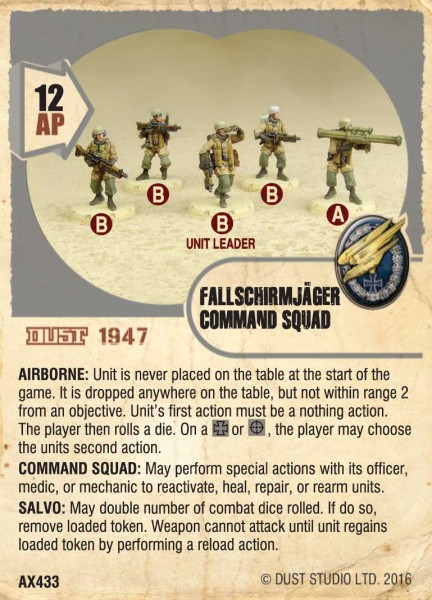 12
AP
B
B
B
B
A
UNIT LEADER
FALLSCHIRMJÄGER
COMMAND SQUAD
DUST 1947
AIRBORNE: Unit is never placed on the table at the start of the
game. It is dropped anywhere on the table, but not within range 2
from an objective. Unit's first action must be a nothing action.
The player then rolls a die. On a or , the player may choose
the units second action.
COMMAND SQUAD: May perform special actions with its officer,
medic, or mechanic to reactivate, heal, repair, or rearm units.
SALVO: May double number of combat dice rolled. If do so,
remove loaded token. Weapon cannot attack until unit regains
loaded token by performing a reload action.
AX433
© DUST STUDIO LTD. 2016